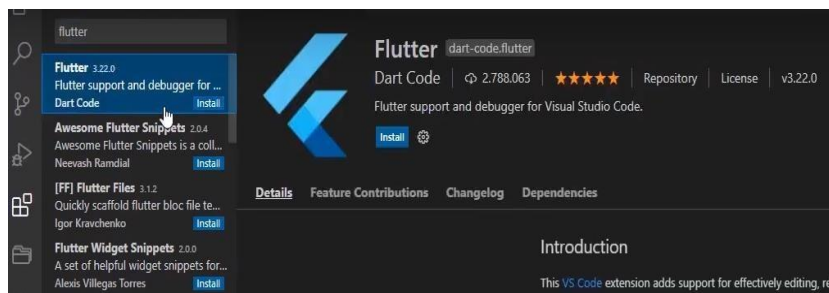 flutter
Flutter 3.22.0
Flutter support and debugger for ...
Dart Code Install
Awesome Flutter Snippets 2.0.4
Awesome Flutter Snippets is a coll...
Neevash Ramdial Install
[FF] Flutter Files 3.1.2
Quickly scaffold flutter bloc file te...
Igor Kravchenko Install
Flutter Widget Snippets 2.0.0
A set of helpful widget snippets for...
Alexis Villegas Torres Install
Flutter dart-code.flutter
Dart Code 2.788.063 Repository License v3.22.0
Flutter support and debugger for Visual Studio Code.
Install
Details Feature Contributions Changelog Dependencies
Introduction
This VS Code extension adds support for effectively editing,